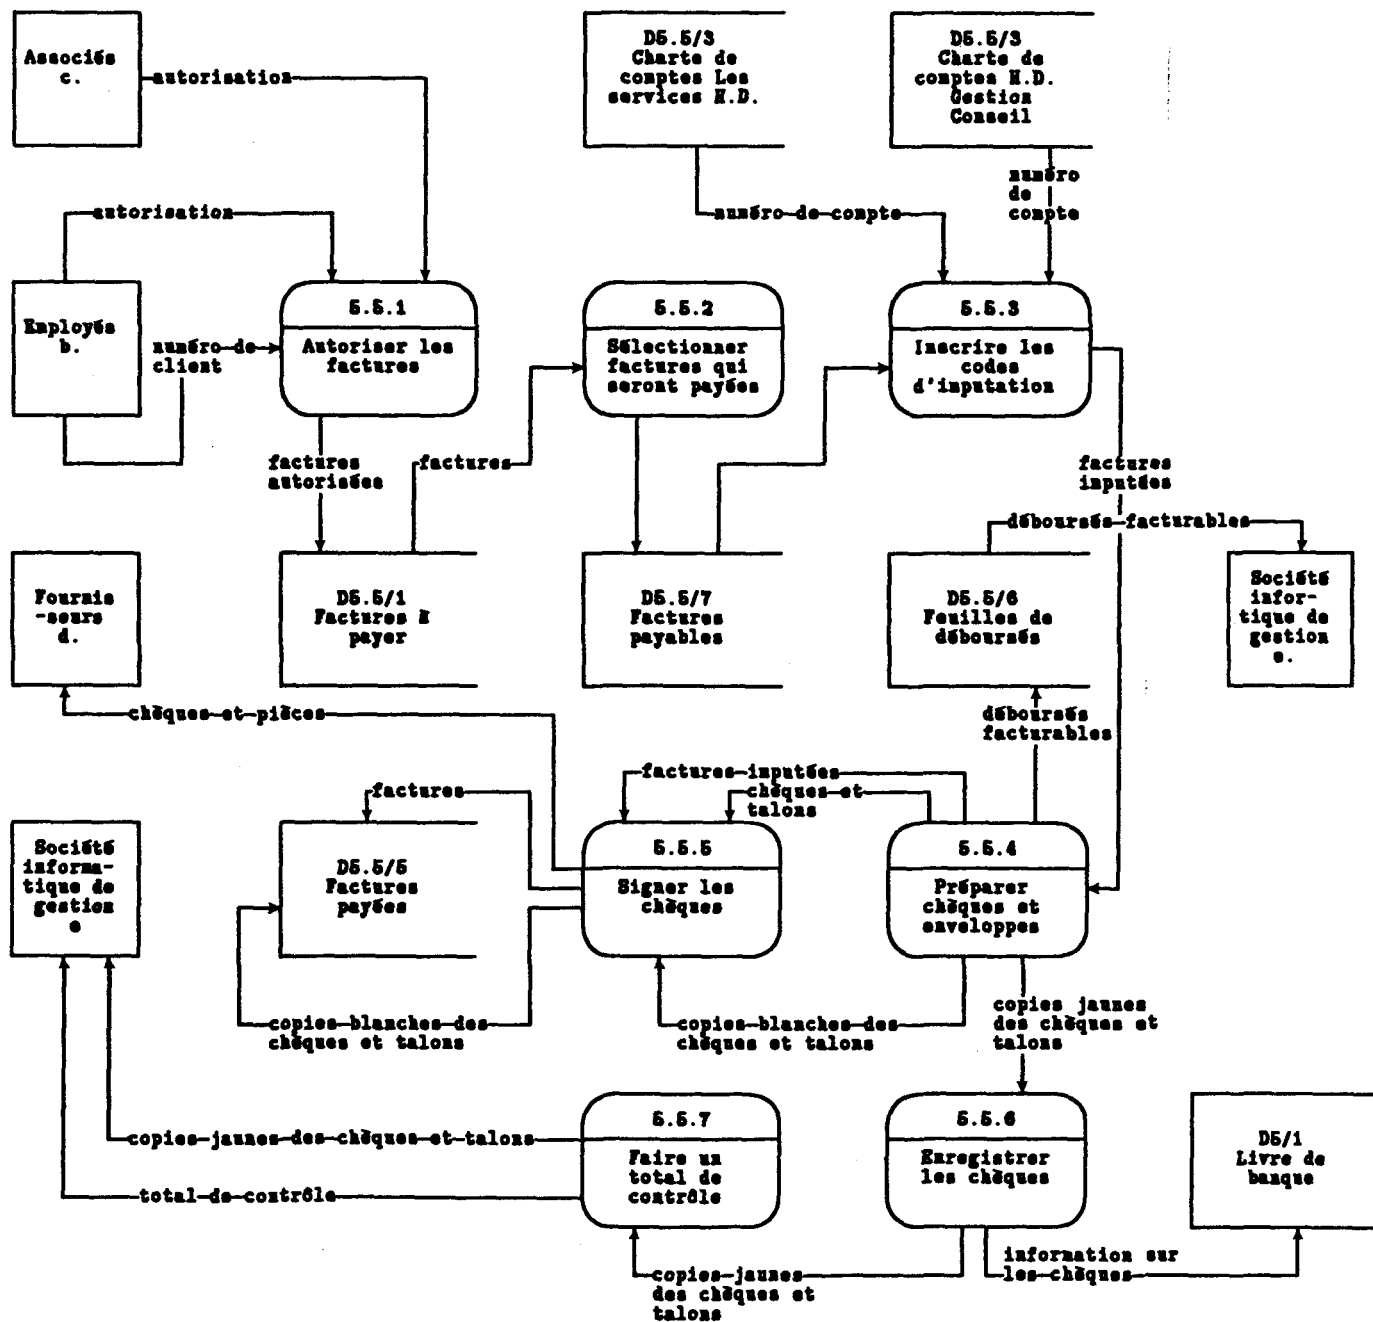 Associés
c.
autorisation
D5.5/3
Charte de
comptes Les
services H.D.
D5.5/3
Charte de
comptes H.D.
Gestion
Conseil
numéro
de
compte
autorisation
numéro de compte
Employés
b.
numéro de
client
5.5.1
Autoriser les
factures
5.5.2
Sélectionner
factures qui
seront payées
5.5.3
Inscrire les
codes
d'imputation
factures
autorisées
factures
factures
imputées
déboursés facturables
Fournis-
-seurs
d.
D5.5/1
Factures à
payer
D5.5/7
Factures
payables
D5.5/6
Feuilles de
déboursés
Société
infor-
tique de
gestion
e.
chèques et pièces
déboursés
facturables
factures imputées
chèques et
talons
factures
Société
informa-
tique de
gestion
e
D5.5/5
Factures
payées
5.5.5
Signer les
chèques
5.5.4
Préparer
chèques et
enveloppes
copies blanches des
chèques et talons
copies blanches des
chèques et talons
copies jaunes
des chèques et
talons
copies jaunes des chèques et talons
total de contrôle
5.5.7
Faire un
total de
contrôle
5.5.6
Enregistrer
les chèques
D5/1
Livre de
banque
copies jaunes
des chèques et
talons
information sur
les chèques